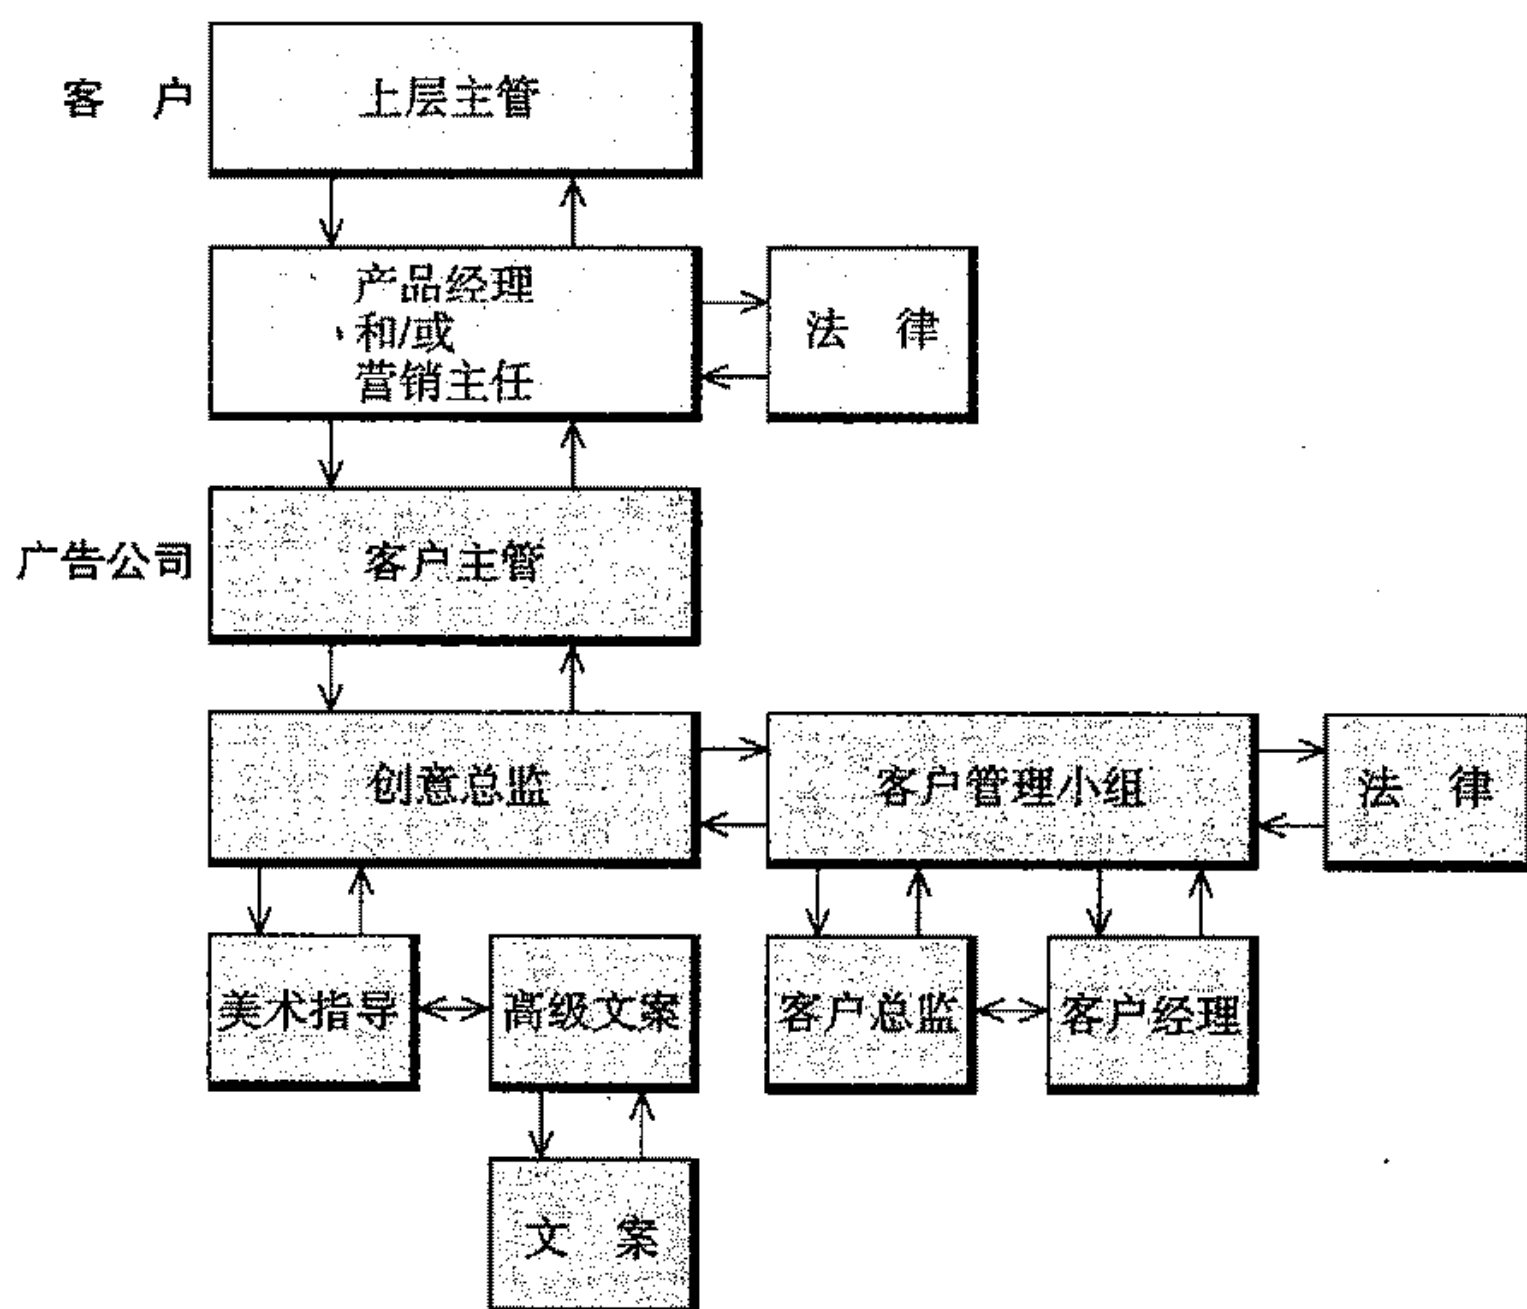 客 户
上层主管
产品经理
和/或
营销主任
法 律
广告公司
客户主管
创意总监
客户管理小组
法 律
美术指导
高级文案
客户总监
客户经理
文 案